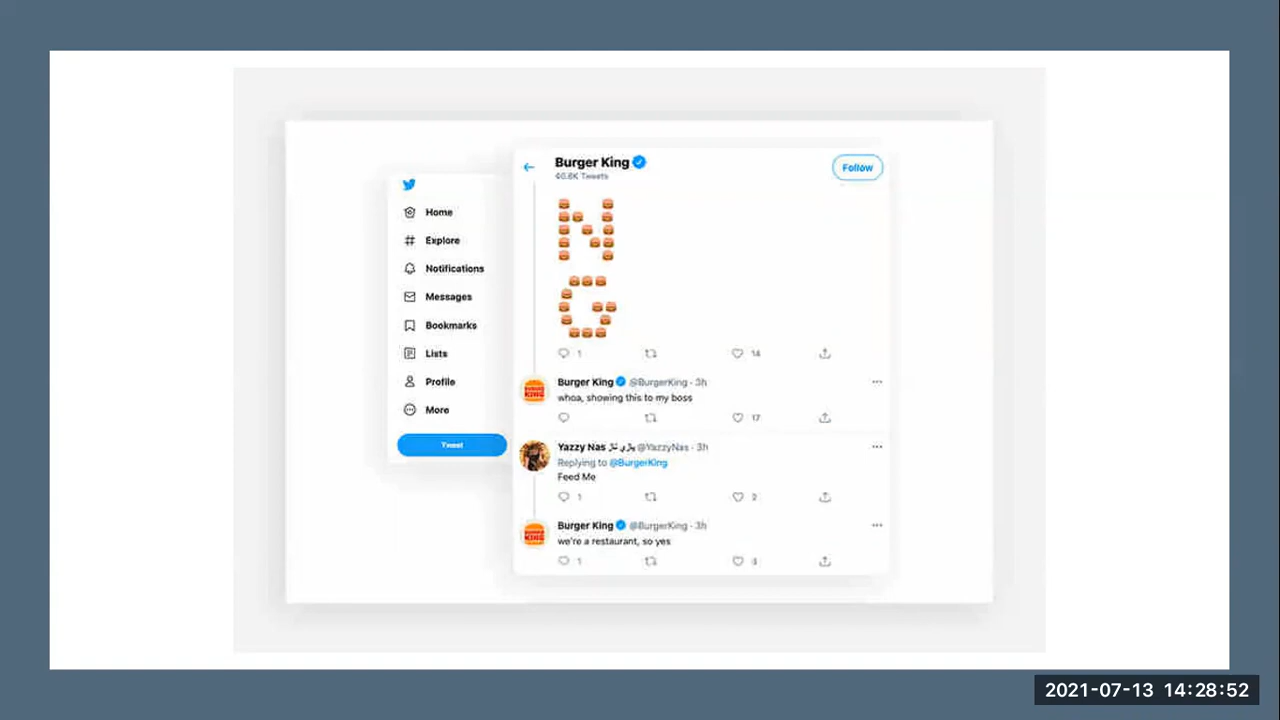 Burger King
60.6K Tweets
Follow
Home
Explore
Notifications
Messages
Bookmarks
Lists
Profile
More
Tweet
N
G
1 14
Burger King @BurgerKing · 3h
whoa, showing this to my boss
17
Yazzy Nas @YazzyNas · 3h
Replying to @BurgerKing
Feed Me
1 2
Burger King @BurgerKing · 3h
we're a restaurant, so yes
1
2021-07-13 14:28:52